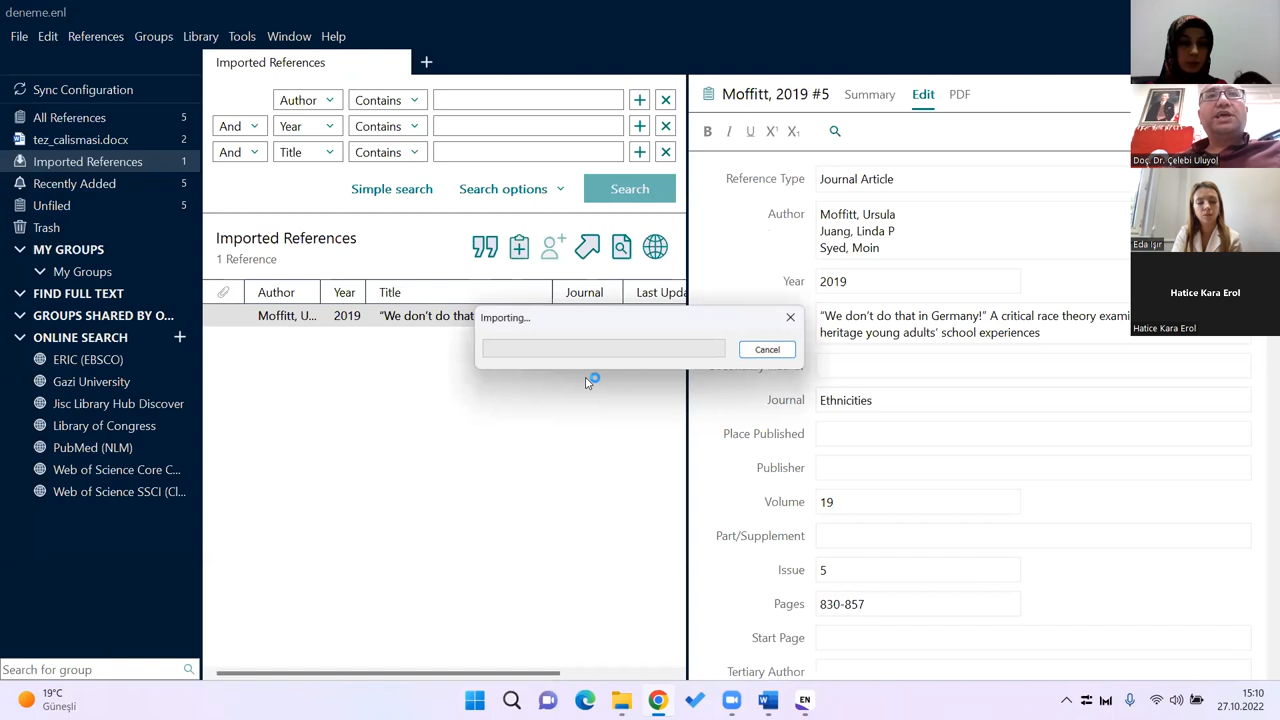 deneme.enl
File Edit References Groups Library Tools Window Help
Sync Configuration
All References 5
tez_calismasi.docx 2
Imported References 1
Recently Added 5
Unfiled 5
Trash
MY GROUPS
My Groups
FIND FULL TEXT
GROUPS SHARED BY O...
ONLINE SEARCH +
ERIC (EBSCO)
Gazi University
Jisc Library Hub Discover
Library of Congress
PubMed (NLM)
Web of Science Core C...
Web of Science SSCI (Cl...
Search for group
Imported References +
Author Contains
And Year Contains
And Title Contains
Simple search Search options Search
Imported References
1 Reference
Author Year Title Journal Last Upda
Moffitt, U... 2019 “We don’t do that
Importing...
Cancel
Moffitt, 2019 #5 Summary Edit PDF
B I U X¹ X₁
Reference Type Journal Article
Author Moffitt, Ursula
Juang, Linda P
Syed, Moin
Year 2019
“We don’t do that in Germany!” A critical race theory exami
heritage young adults’ school experiences
Journal Ethnicities
Place Published
Publisher
Volume 19
Part/Supplement
Issue 5
Pages 830-857
Start Page
Tertiary Author
Doç. Dr. Çelebi Uluyol
Eda Işır
Hatice Kara Erol
Hatice Kara Erol
19°C
Güneşli
EN
15:10
27.10.2022